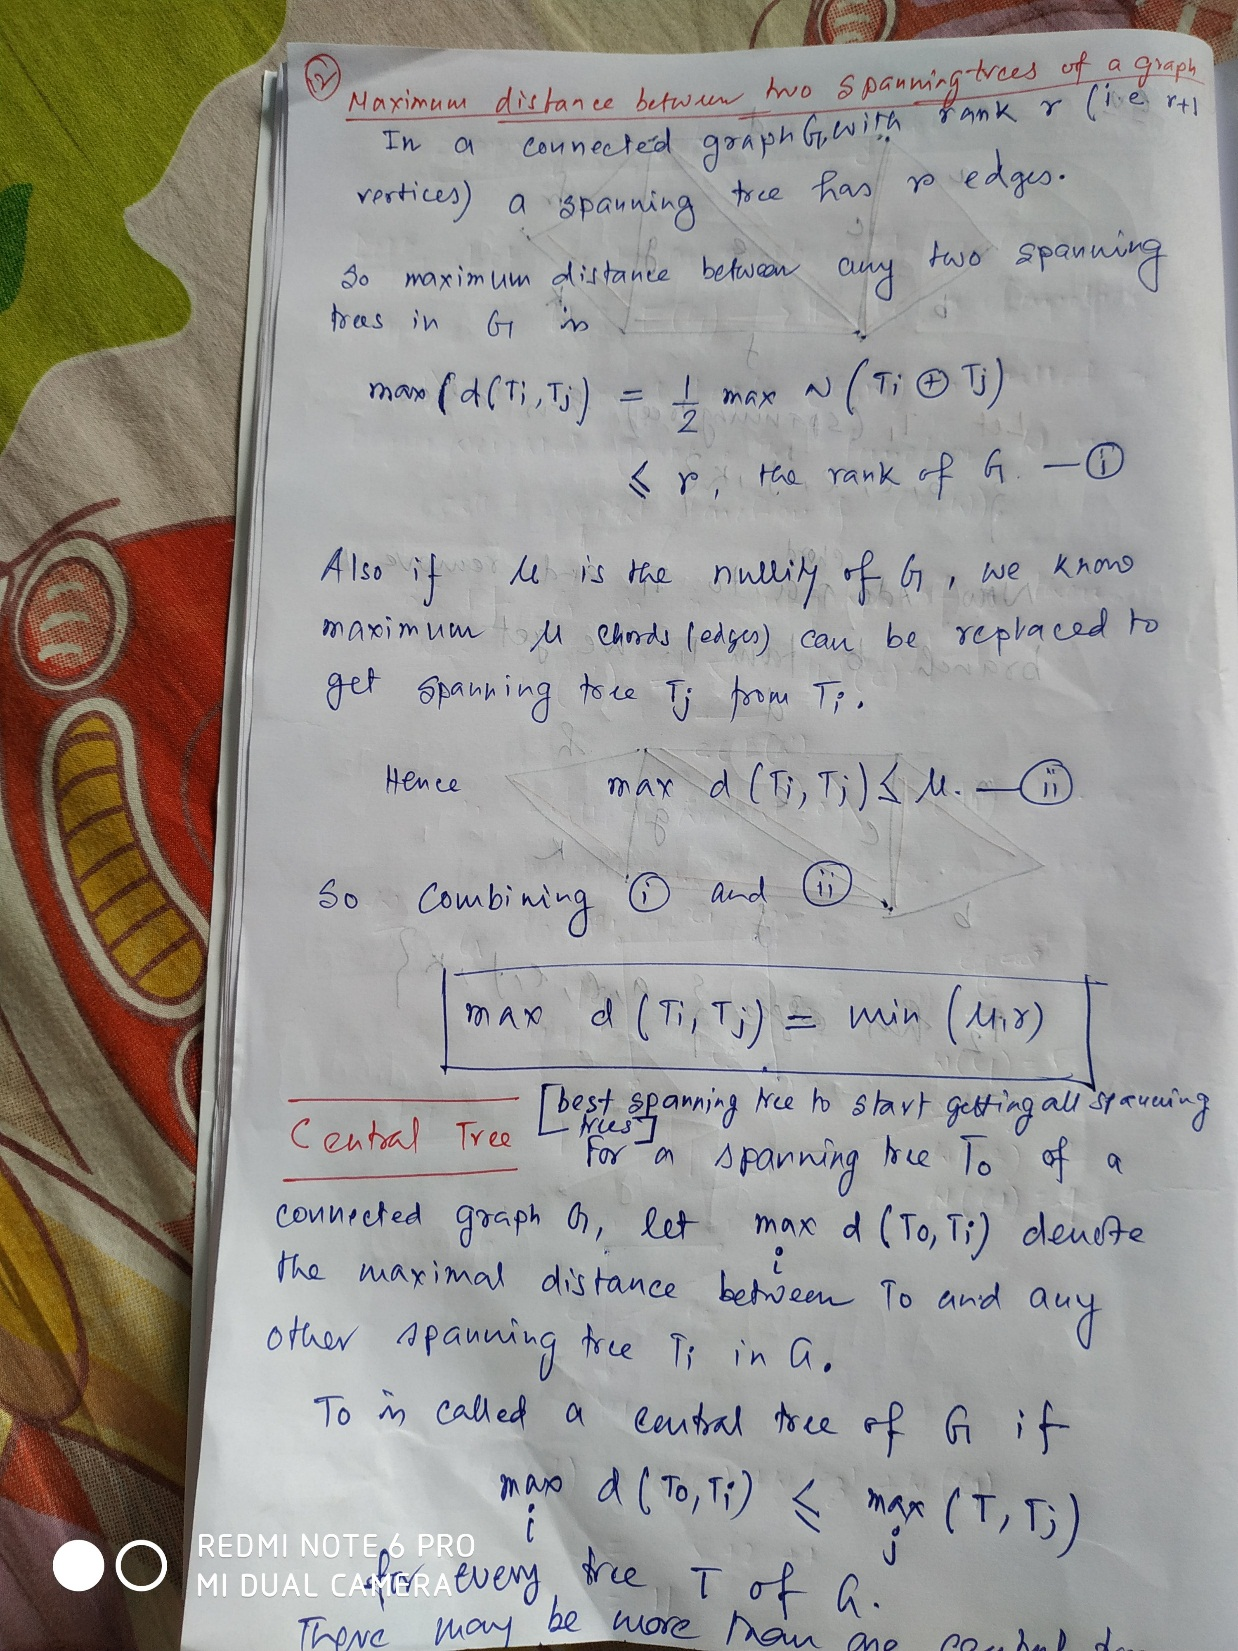 12
Maximum distance between two spanning trees of a graph
In a connected graph G, with rank r (i.e r+1
vertices) a spanning tree has r edges.
So maximum distance between any two spanning
trees in G is
max (d(Ti, Tj) = 1/2 max N (Ti ⊕ Tj)
≤ r, the rank of G. — (i)
Also if μ is the nullity of G, we know
maximum μ chords (edges) can be replaced to
get spanning tree Tj from Ti.
Hence max d (Ti, Tj) ≤ μ. — (ii)
So combining (i) and (ii)
max d (Ti, Tj) = min (μ, r)
Central Tree [best spanning tree to start getting all spanning
trees]
For a spanning tree To of a
connected graph G, let max d (To, Ti) denote
i
the maximal distance between To and any
other spanning tree Ti in G.
To is called a central tree of G if
max d (To, Ti) ≤ max (T, Tj)
i j
for every tree T of G.
There may be more than one central
REDMI NOTE 6 PRO
MI DUAL CAMERA